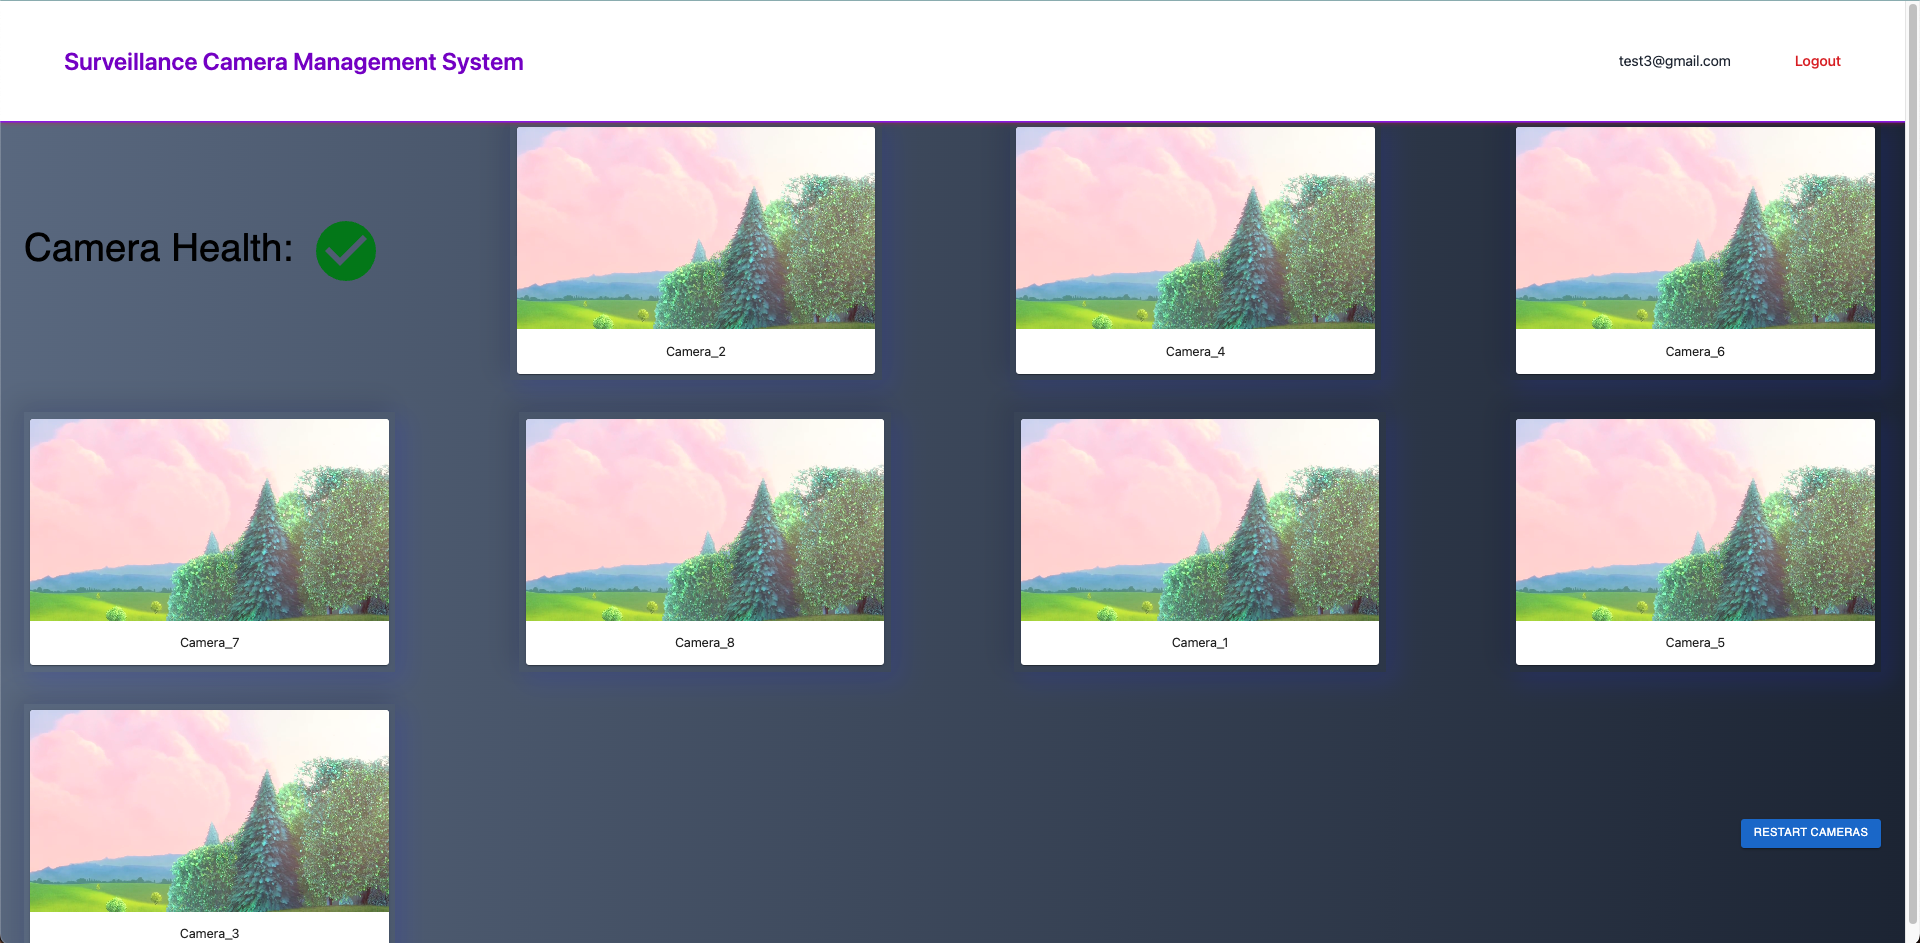 Surveillance Camera Management System
test3@gmail.com
Logout
Camera Health:
Camera_2
Camera_4
Camera_6
Camera_7
Camera_8
Camera_1
Camera_5
Camera_3
RESTART CAMERAS